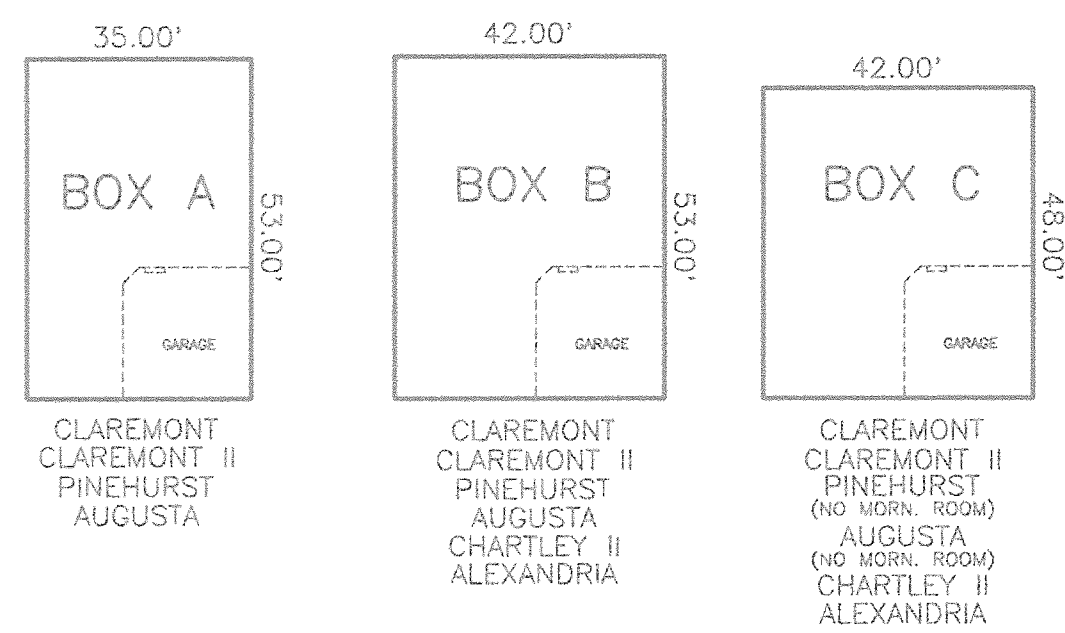 35.00'
BOX A
53.00'
GARAGE
CLAREMONT
CLAREMONT II
PINEHURST
AUGUSTA
42.00'
BOX B
53.00'
GARAGE
CLAREMONT
CLAREMONT II
PINEHURST
AUGUSTA
CHARTLEY II
ALEXANDRIA
42.00'
BOX C
48.00'
GARAGE
CLAREMONT
CLAREMONT II
PINEHURST
(NO MORN. ROOM)
AUGUSTA
(NO MORN. ROOM)
CHARTLEY II
ALEXANDRIA